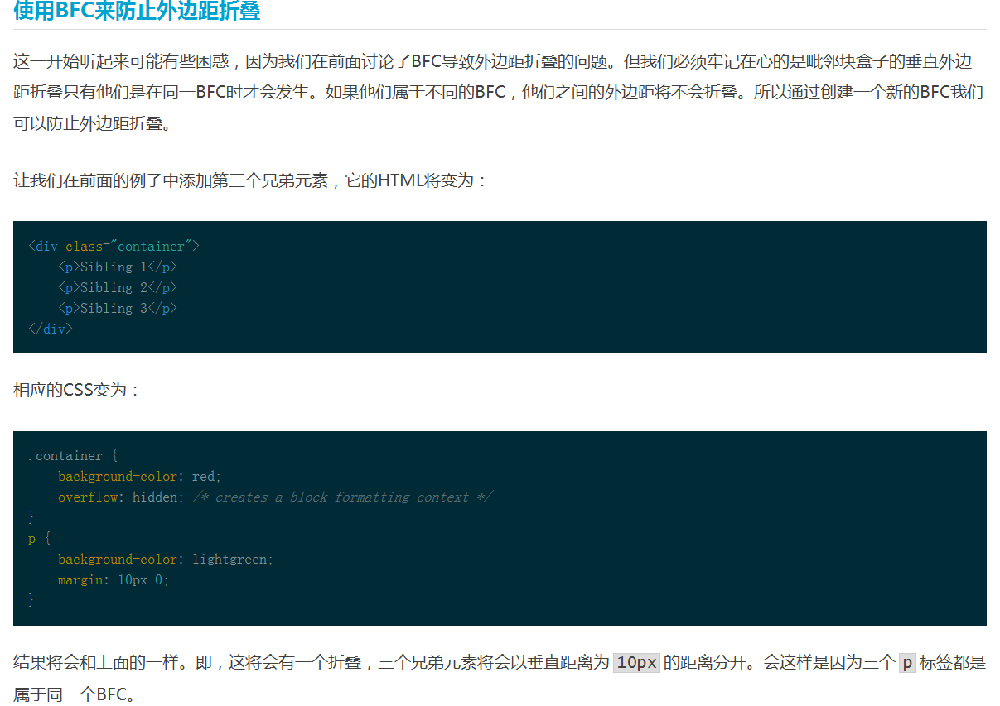 使用BFC来防止外边距折叠
这一开始听起来可能有些困惑，因为我们在前面讨论了BFC导致外边距折叠的问题。但我们必须牢记在心的是毗邻块盒子的垂直外边
距折叠只有他们是在同一BFC时才会发生。如果他们属于不同的BFC，他们之间的外边距将不会折叠。所以通过创建一个新的BFC我们
可以防止外边距折叠。
让我们在前面的例子中添加第三个兄弟元素，它的HTML将变为：
<div class="container">
    <p>Sibling 1</p>
    <p>Sibling 2</p>
    <p>Sibling 3</p>
</div>
相应的CSS变为：
.container {
    background-color: red;
    overflow: hidden; /* creates a block formatting context */
}
p {
    background-color: lightgreen;
    margin: 10px 0;
}
结果将会和上面的一样。即，这将会有一个折叠，三个兄弟元素将会以垂直距离为 10px 的距离分开。会这样是因为三个 p 标签都是
属于同一个BFC。